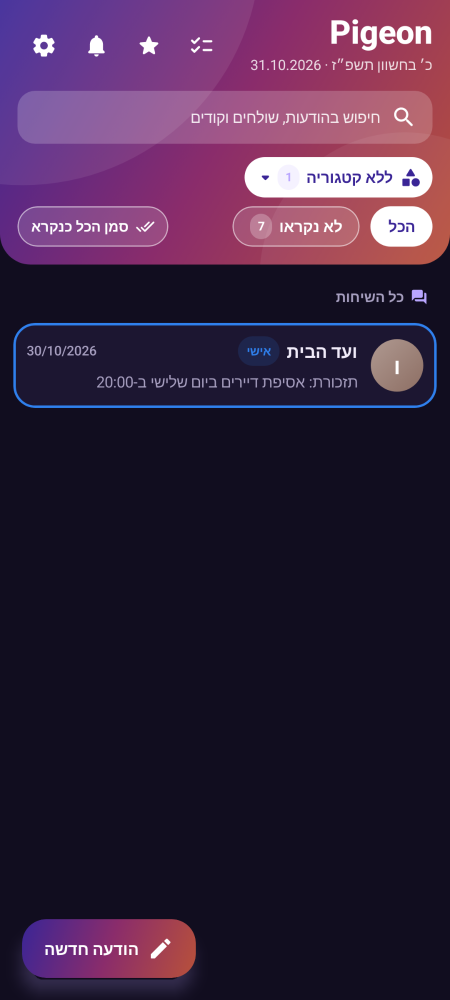 Pigeon
כ׳ בחשוון תשפ״ז · 31.10.2026
חיפוש בהודעות, שולחים וקודים
ללא קטגוריה 1
הכל
לא נקראו 7
סמן הכל כנקרא
כל השיחות
ו
ועד הבית אישי 30/10/2026
תזכורת: אסיפת דיירים ביום שלישי ב-20:00
הודעה חדשה